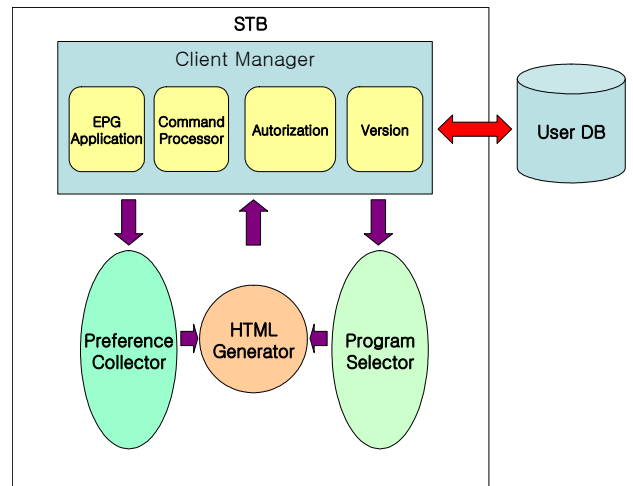 STB
Client Manager
EPG
Application
Command
Processor
Autorization
Version
User DB
Preference
Collector
HTML
Generator
Program
Selector